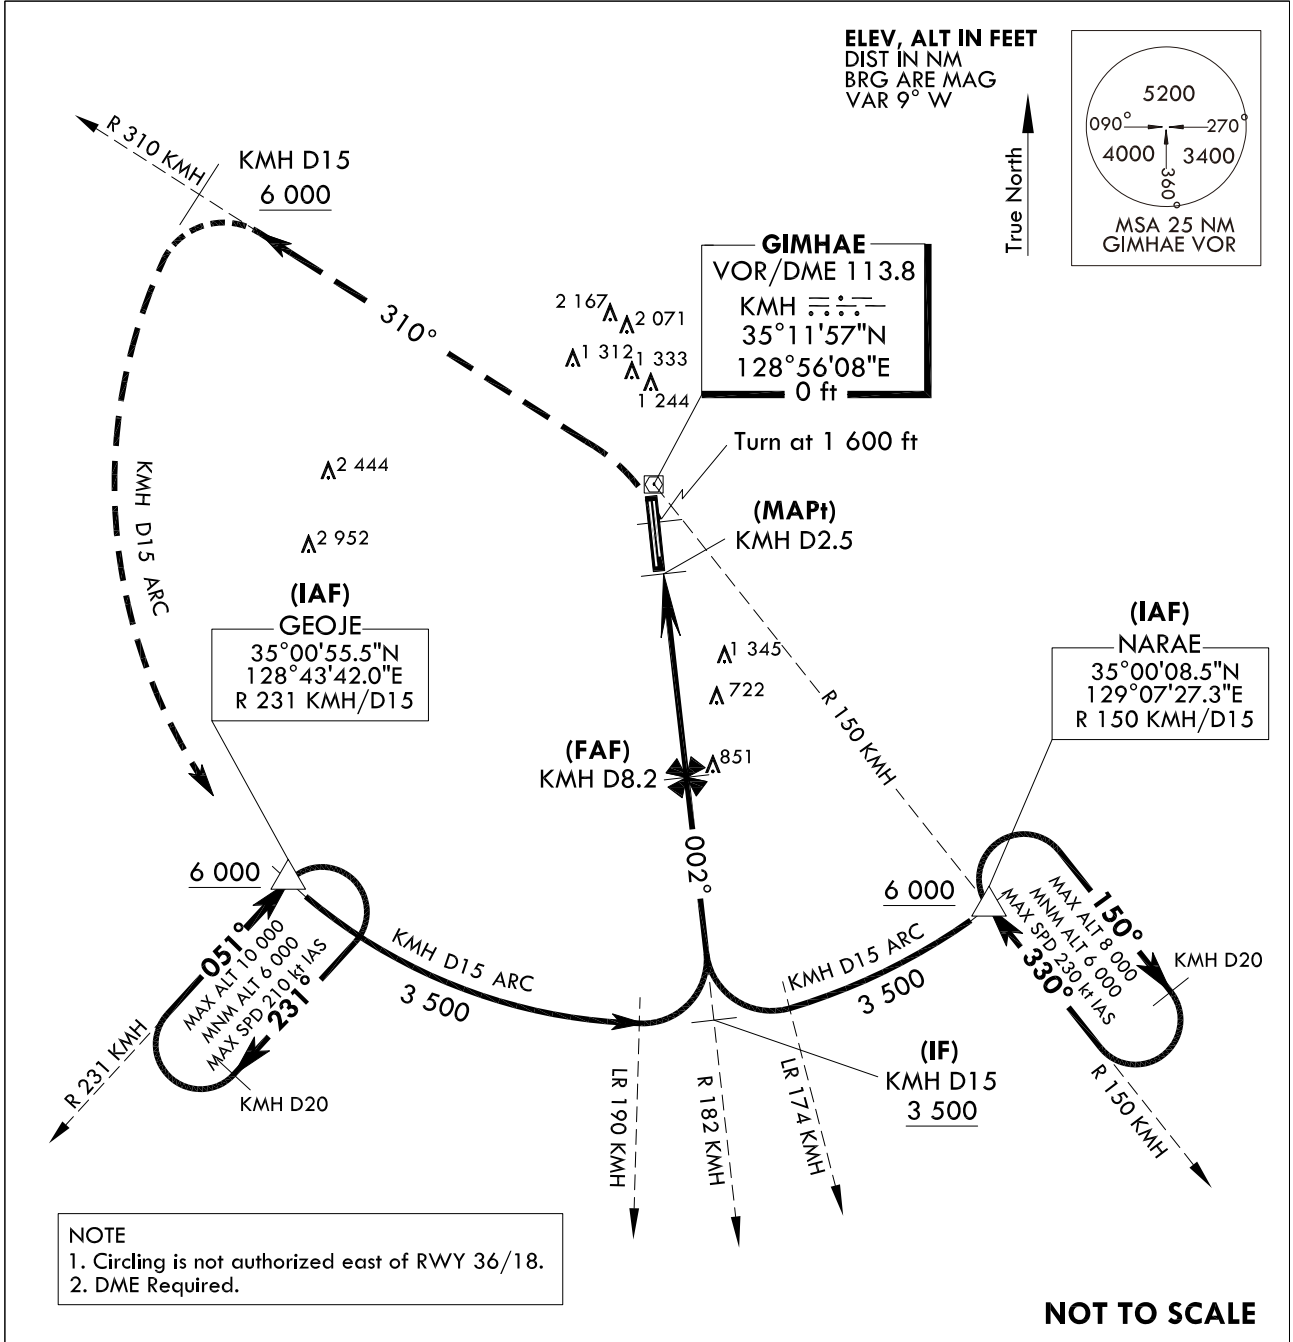 ELEV, ALT IN FEET
DIST IN NM
BRG ARE MAG
VAR 9° W
True North
5200
090°
270°
4000
3400
360°
MSA 25 NM
GIMHAE VOR
R 310 KMH
KMH D15
6 000
310°
KMH D15 ARC
GIMHAE
VOR/DME 113.8
KMH
35°11'57"N
128°56'08"E
0 ft
2 167
2 071
1 312
1 333
1 244
Turn at 1 600 ft
(MAPt)
KMH D2.5
2 444
2 952
(IAF)
GEOJE
35°00'55.5"N
128°43'42.0"E
R 231 KMH/D15
(IAF)
NARAE
35°00'08.5"N
129°07'27.3"E
R 150 KMH/D15
1 345
722
851
R 150 KMH
(FAF)
KMH D8.2
002°
6 000
051°
MAX ALT 10 000
MNM ALT 6 000
MAX SPD 210 kt IAS
231°
R 231 KMH
KMH D20
KMH D15 ARC
3 500
6 000
KMH D15 ARC
3 500
150°
MAX ALT 8 000
MNM ALT 6 000
MAX SPD 230 kt IAS
330°
KMH D20
R 150 KMH
(IF)
KMH D15
3 500
LR 190 KMH
R 182 KMH
LR 174 KMH
NOTE
1. Circling is not authorized east of RWY 36/18.
2. DME Required.
NOT TO SCALE